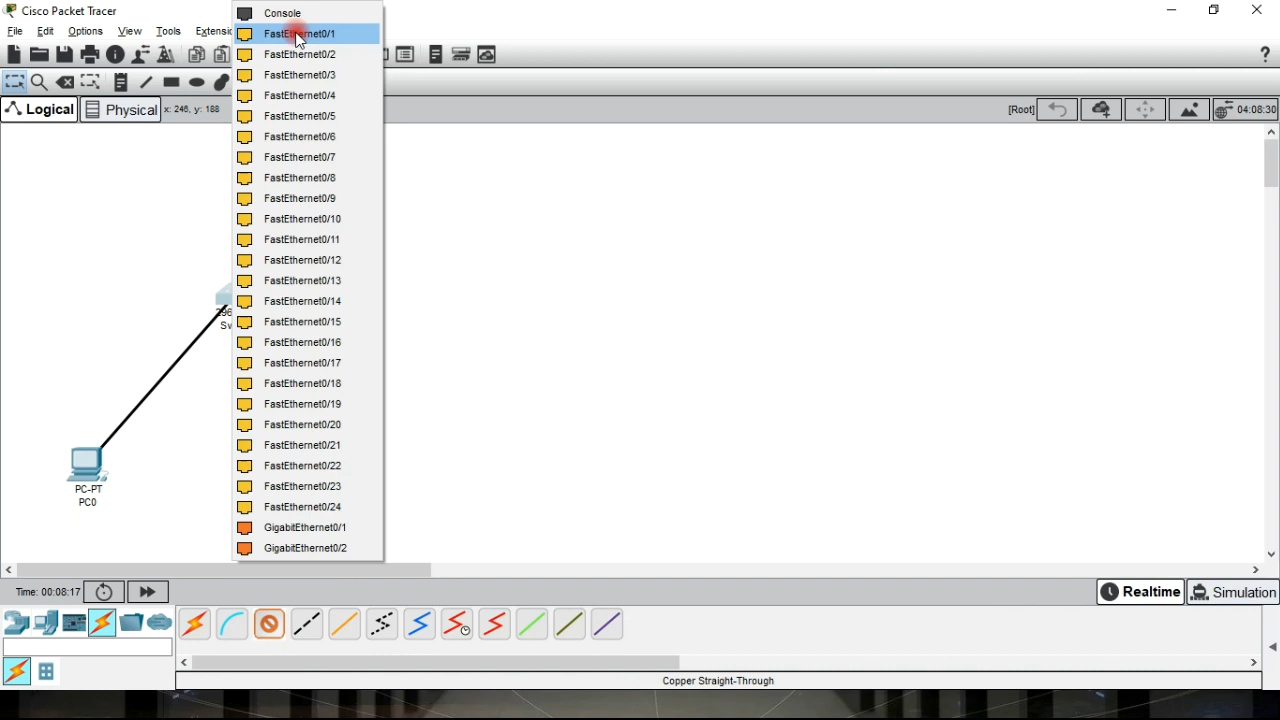 Cisco Packet Tracer
File Edit Options View Tools
Logical Physical x: 246, y: 188
[Root] 04:08:30
Console
FastEthernet0/1
FastEthernet0/2
FastEthernet0/3
FastEthernet0/4
FastEthernet0/5
FastEthernet0/6
FastEthernet0/7
FastEthernet0/8
FastEthernet0/9
FastEthernet0/10
FastEthernet0/11
FastEthernet0/12
FastEthernet0/13
FastEthernet0/14
FastEthernet0/15
FastEthernet0/16
FastEthernet0/17
FastEthernet0/18
FastEthernet0/19
FastEthernet0/20
FastEthernet0/21
FastEthernet0/22
FastEthernet0/23
FastEthernet0/24
GigabitEthernet0/1
GigabitEthernet0/2
PC-PT
PC0
Time: 00:08:17
Realtime Simulation
Copper Straight-Through